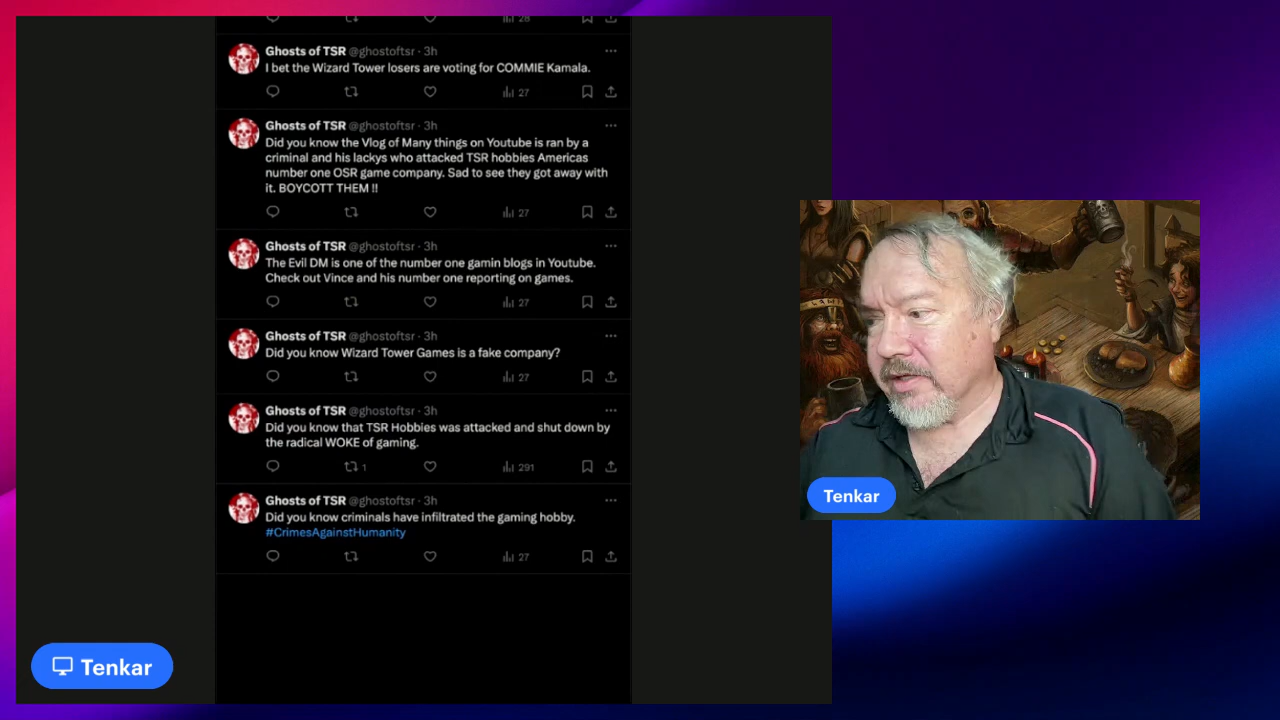 28
Ghosts of TSR @ghostoftsr · 3h
I bet the Wizard Tower losers are voting for COMMIE Kamala.
27
Ghosts of TSR @ghostoftsr · 3h
Did you know the Vlog of Many things on Youtube is ran by a
criminal and his lackys who attacked TSR hobbies Americas
number one OSR game company. Sad to see they got away with
it. BOYCOTT THEM !!
27
Ghosts of TSR @ghostoftsr · 3h
The Evil DM is one of the number one gamin blogs in Youtube.
Check out Vince and his number one reporting on games.
27
Ghosts of TSR @ghostoftsr · 3h
Did you know Wizard Tower Games is a fake company?
27
Ghosts of TSR @ghostoftsr · 3h
Did you know that TSR Hobbies was attacked and shut down by
the radical WOKE of gaming.
1 291
Ghosts of TSR @ghostoftsr · 3h
Did you know criminals have infiltrated the gaming hobby.
#CrimesAgainstHumanity
27
Tenkar
Tenkar